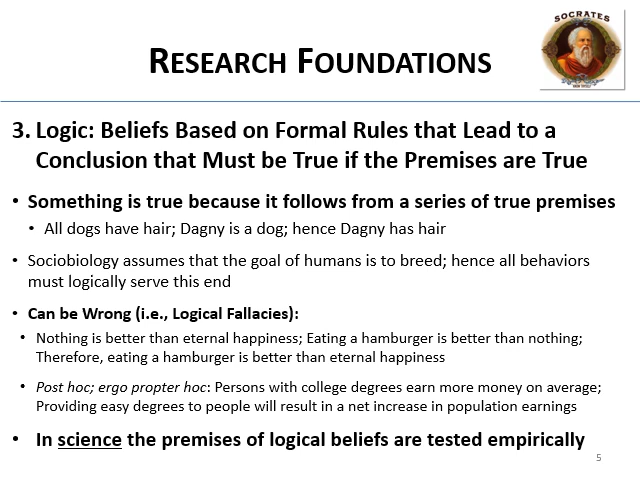 SOCRATES
RESEARCH FOUNDATIONS
3. Logic: Beliefs Based on Formal Rules that Lead to a
Conclusion that Must be True if the Premises are True
• Something is true because it follows from a series of true premises
• All dogs have hair; Dagny is a dog; hence Dagny has hair
• Sociobiology assumes that the goal of humans is to breed; hence all behaviors
must logically serve this end
• Can be Wrong (i.e., Logical Fallacies):
• Nothing is better than eternal happiness; Eating a hamburger is better than nothing;
Therefore, eating a hamburger is better than eternal happiness
• Post hoc; ergo propter hoc: Persons with college degrees earn more money on average;
Providing easy degrees to people will result in a net increase in population earnings
• In science the premises of logical beliefs are tested empirically
5